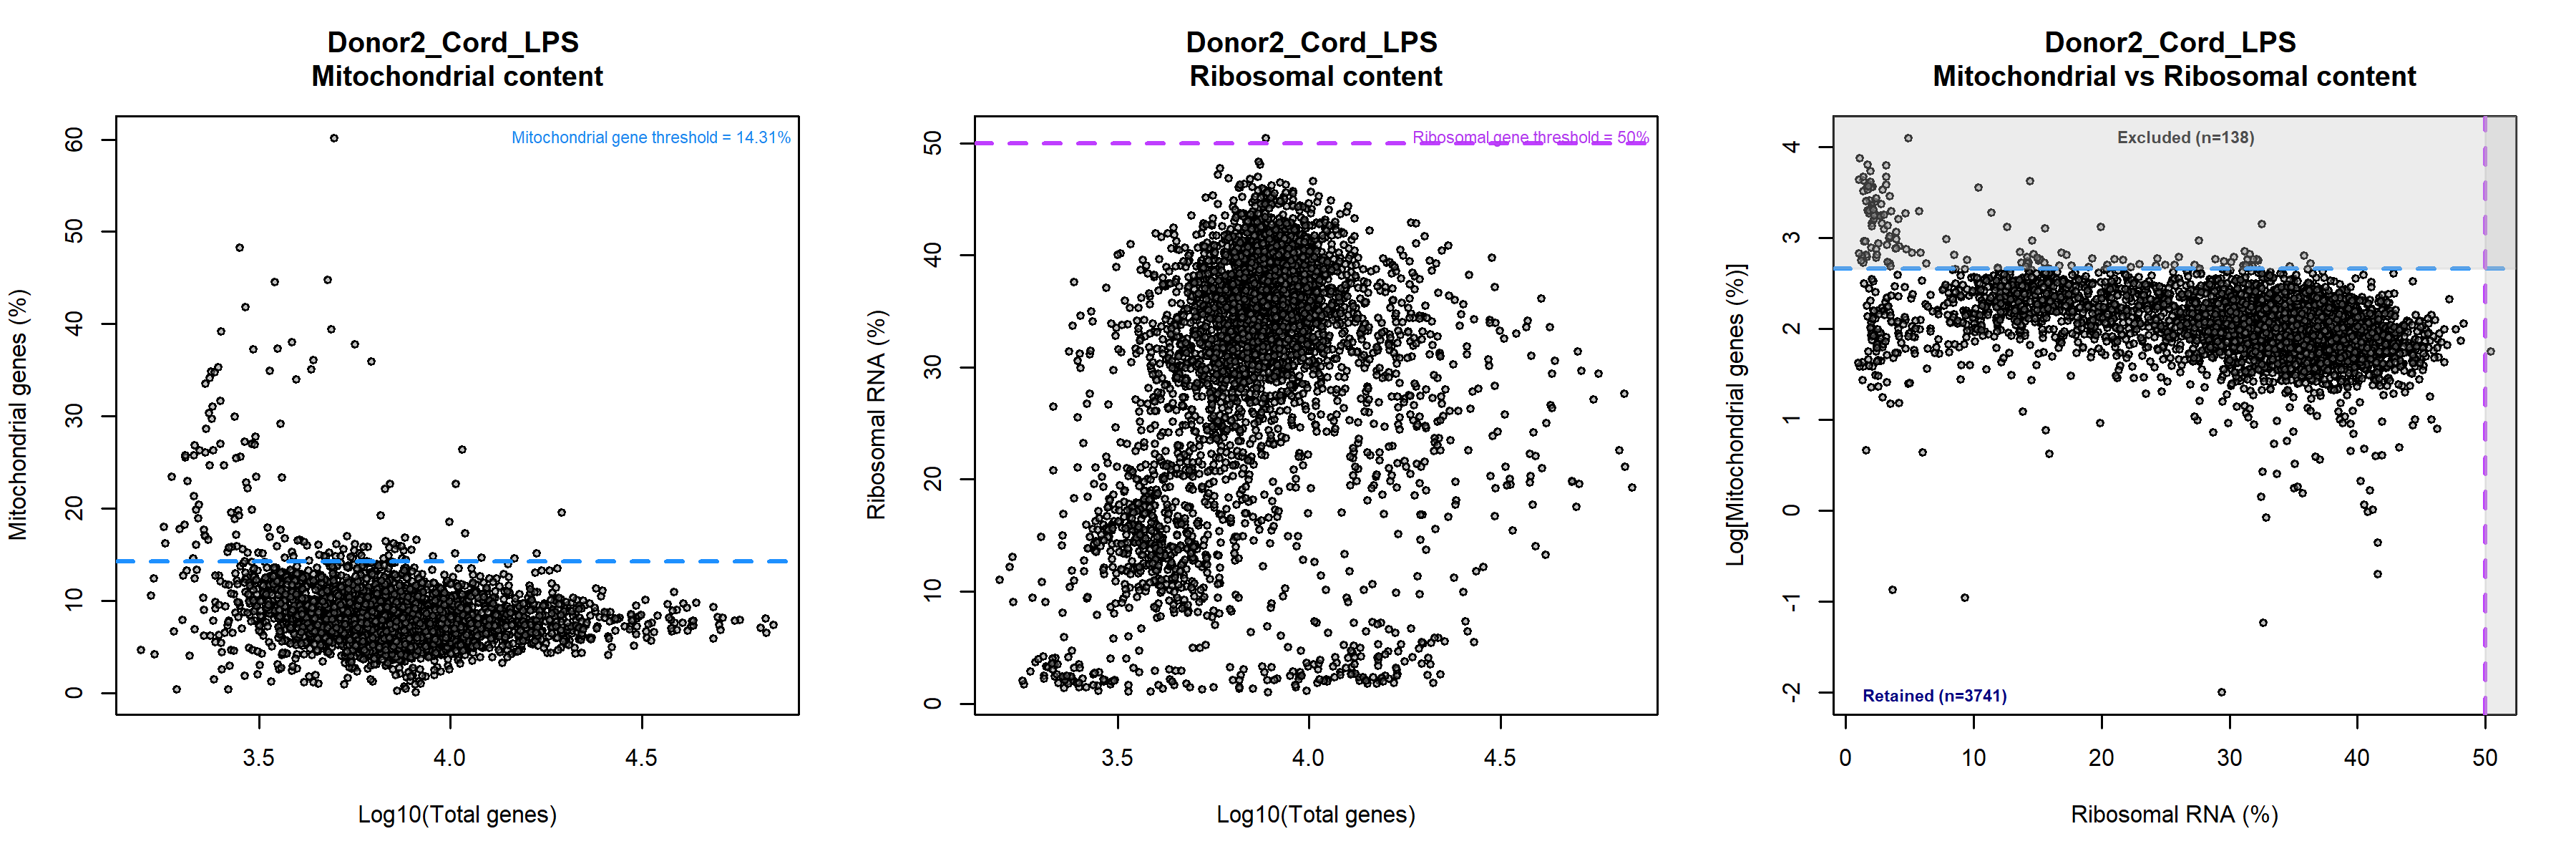 Donor2_Cord_LPS
Mitochondrial content
Mitochondrial gene threshold = 14.31%
Mitochondrial genes (%)
60
50
40
30
20
10
0
3.5
4.0
4.5
Log10(Total genes)
Donor2_Cord_LPS
Ribosomal content
Ribosomal gene threshold = 50%
Ribosomal RNA (%)
50
40
30
20
10
0
3.5
4.0
4.5
Log10(Total genes)
Donor2_Cord_LPS
Mitochondrial vs Ribosomal content
Excluded (n=138)
Log[Mitochondrial genes (%)]
4
3
2
1
0
-1
-2
Retained (n=3741)
0
10
20
30
40
50
Ribosomal RNA (%)